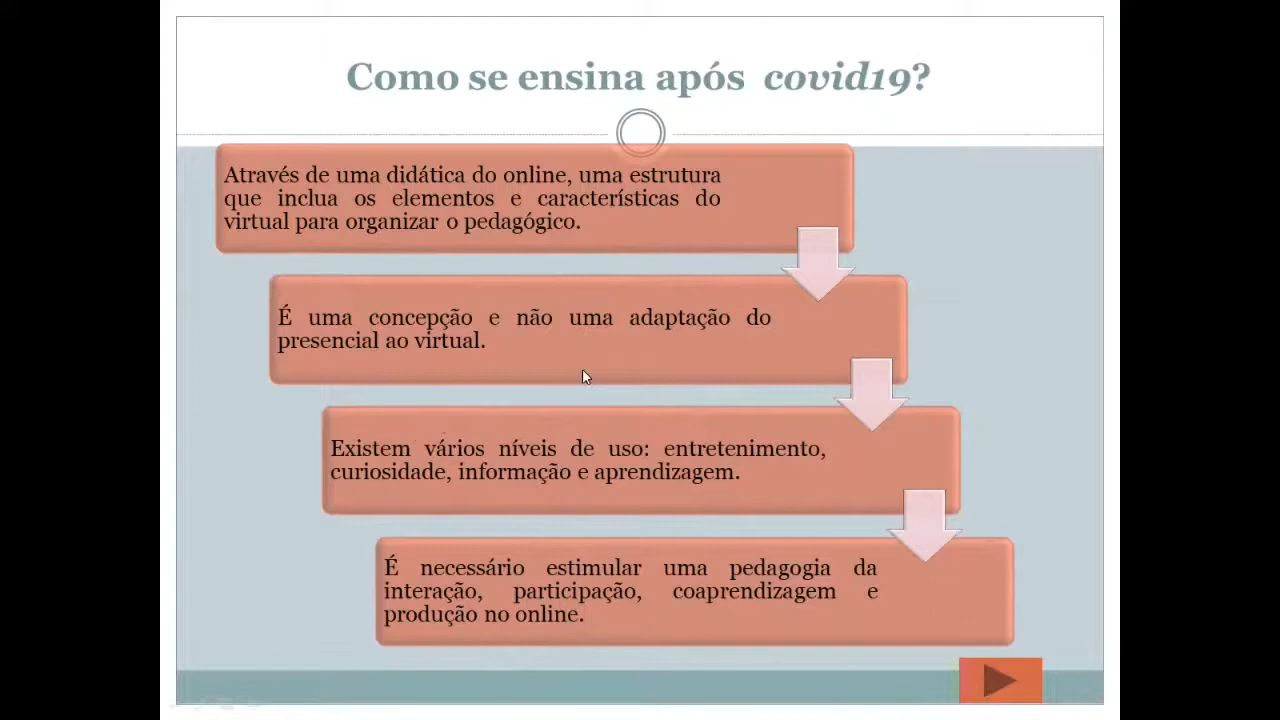 Como se ensina após covid19?
Através de uma didática do online, uma estrutura
que inclua os elementos e características do
virtual para organizar o pedagógico.
É uma concepção e não uma adaptação do
presencial ao virtual.
Existem vários níveis de uso: entretenimento,
curiosidade, informação e aprendizagem.
É necessário estimular uma pedagogia da
interação, participação, coaprendizagem e
produção no online.